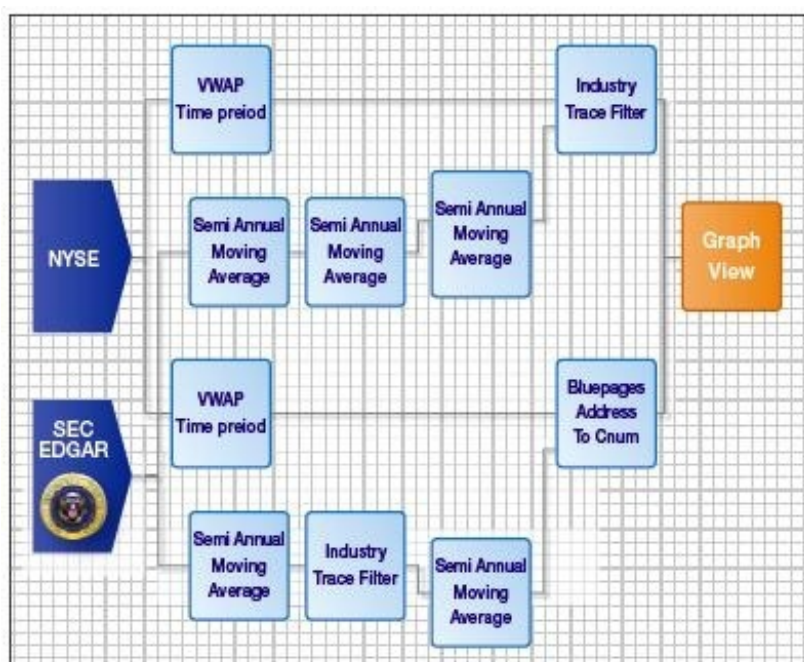 VWAP
Time preiod
Industry
Trace Filter
NYSE
Semi Annual
Moving
Average
Semi Annual
Moving
Average
Semi Annual
Moving
Average
Graph
View
VWAP
Time preiod
Bluepages
Address
To Cnum
SEC
EDGAR
Semi Annual
Moving
Average
Industry
Trace Filter
Semi Annual
Moving
Average